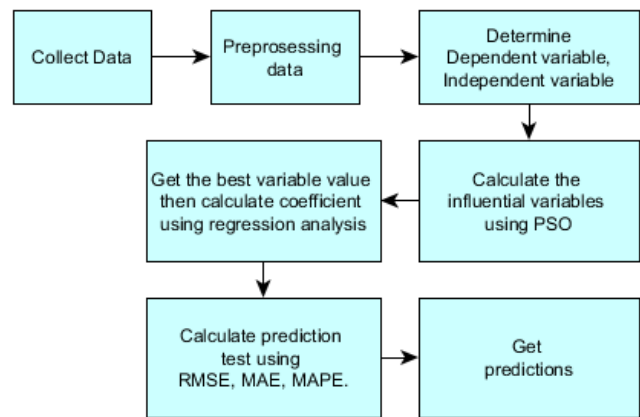 Collect Data
Preprosessing
data
Determine
Dependent variable,
Independent variable
Get the best variable value
then calculate coefficient
using regression analysis
Calculate the
influential variables
using PSO
Calculate prediction
test using
RMSE, MAE, MAPE.
Get
predictions